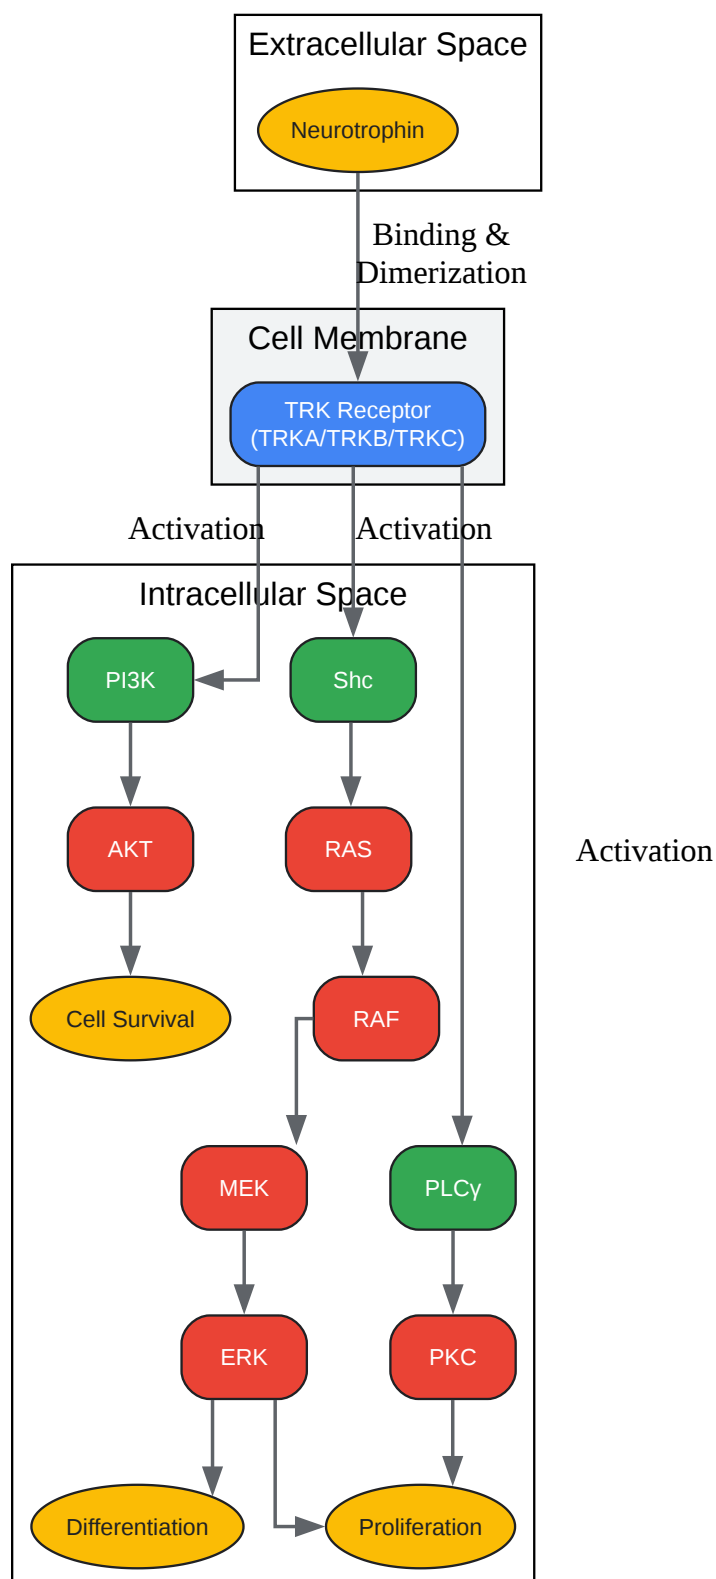 Extracellular Space
Neurotrophin
Binding &
Dimerization
Cell Membrane
TRK Receptor
(TRKA/TRKB/TRKC)
Activation
Activation
Intracellular Space
PI3K
Shc
AKT
RAS
Activation
Cell Survival
RAF
MEK
PLCγ
ERK
PKC
Differentiation
Proliferation